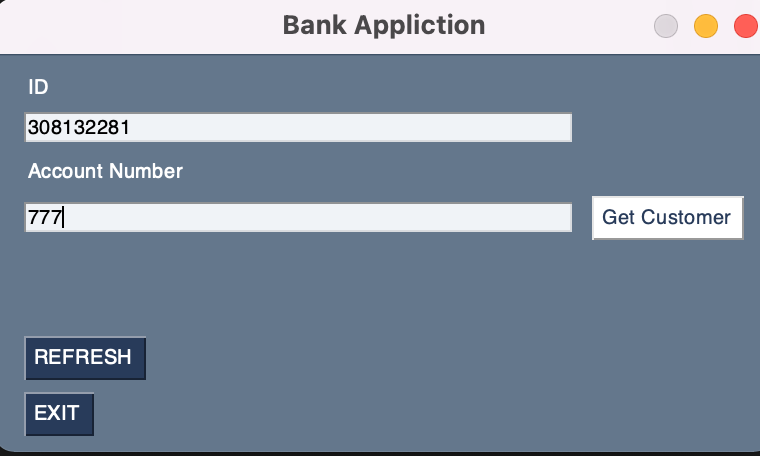 Bank Appliction
ID
308132281
Account Number
777
Get Customer
REFRESH
EXIT